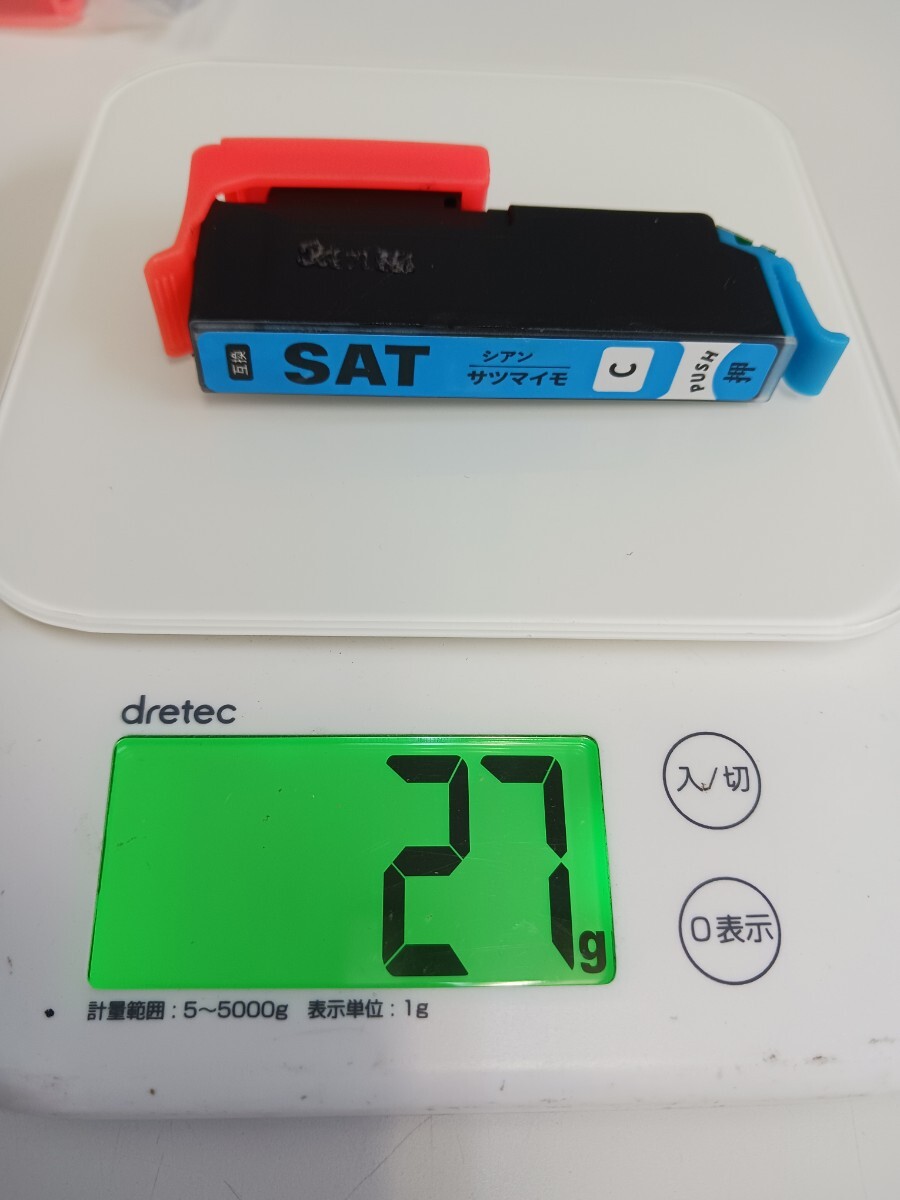 互換
SAT
シアン
サツマイモ
C
PUSH
押
dretec
27g
入/切
0表示
計量範囲：5～5000g 表示単位：1g